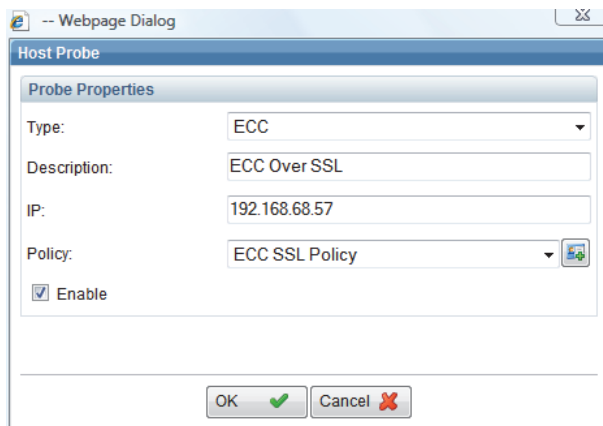 -- Webpage Dialog
Host Probe
Probe Properties
Type: ECC
Description: ECC Over SSL
IP: 192.168.68.57
Policy: ECC SSL Policy
Enable
OK Cancel